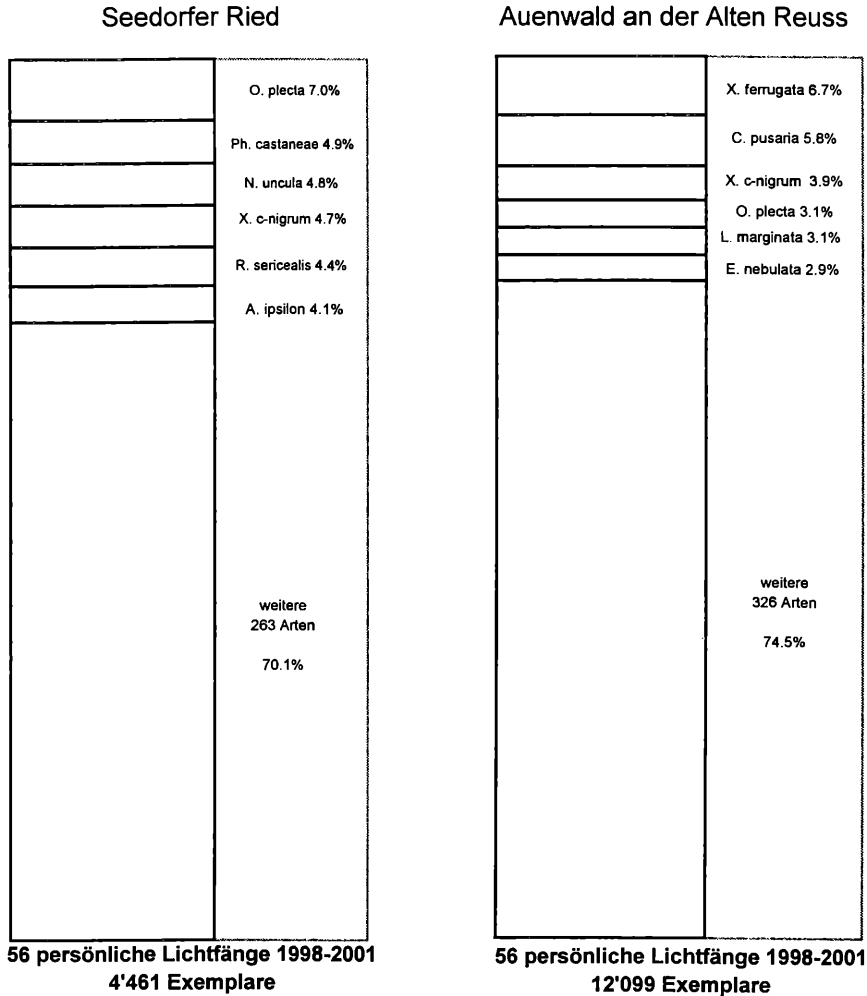 Seedorfer Ried
O. plecta 7.0%
Ph. castaneae 4.9%
N. uncula 4.8%
X. c-nigrum 4.7%
R. sericealis 4.4%
A. ipsilon 4.1%
weitere
263 Arten
70.1%
56 persönliche Lichtfänge 1998-2001
4'461 Exemplare
Auenwald an der Alten Reuss
X. ferrugata 6.7%
C. pusaria 5.8%
X. c-nigrum 3.9%
O. plecta 3.1%
L. marginata 3.1%
E. nebulata 2.9%
weitere
326 Arten
74.5%
56 persönliche Lichtfänge 1998-2001
12'099 Exemplare